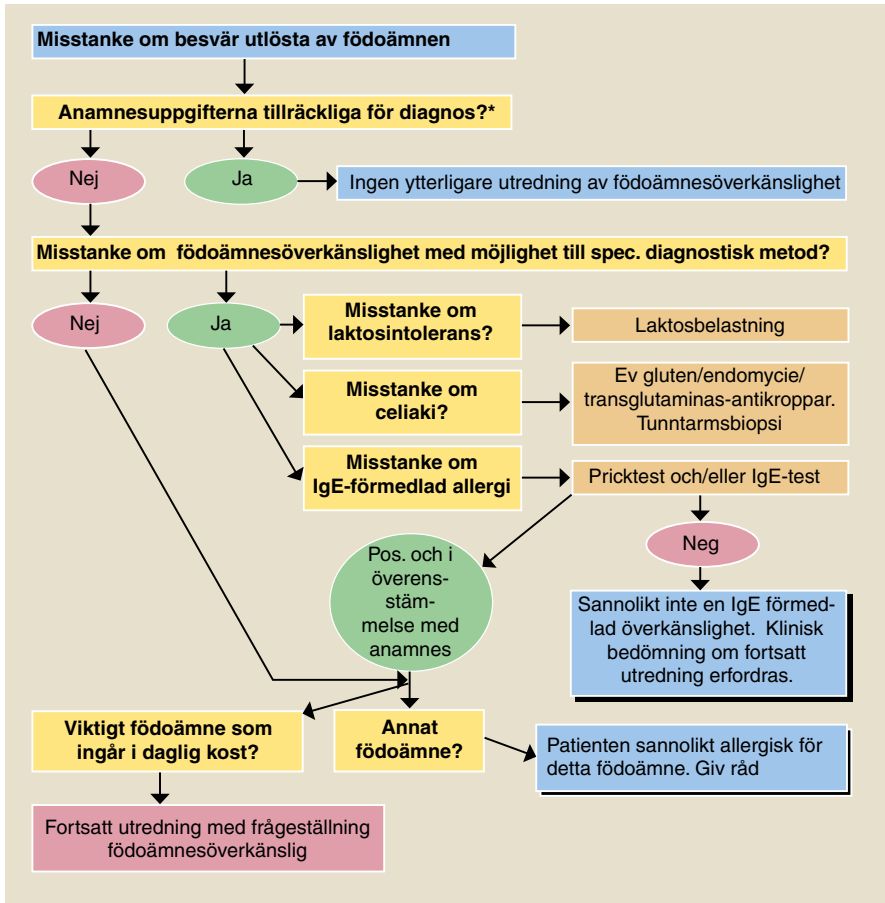 Misstanke om besvär utlösta av födoämnen
Anamnesuppgifterna tillräckliga för diagnos?*
Nej
Ja
Ingen ytterligare utredning av födoämnesöverkänslighet
Misstanke om födoämnesöverkänslighet med möjlighet till spec. diagnostisk metod?
Nej
Ja
Misstanke om
laktosintolerans?
Laktosbelastning
Misstanke om
celiaki?
Ev gluten/endomycie/
transglutaminas-antikroppar.
Tunntarmsbiopsi
Misstanke om
IgE-förmedlad allergi
Pricktest och/eller IgE-test
Neg
Pos. och i
överens-
stäm-
melse med
anamnes
Sannolikt inte en IgE förmed-
lad överkänslighet. Klinisk
bedömning om fortsatt
utredning erfordras.
Viktigt födoämne som
ingår i daglig kost?
Annat
födoämne?
Patienten sannolikt allergisk för
detta födoämne. Giv råd
Fortsatt utredning med frågeställning
födoämnesöverkänslig